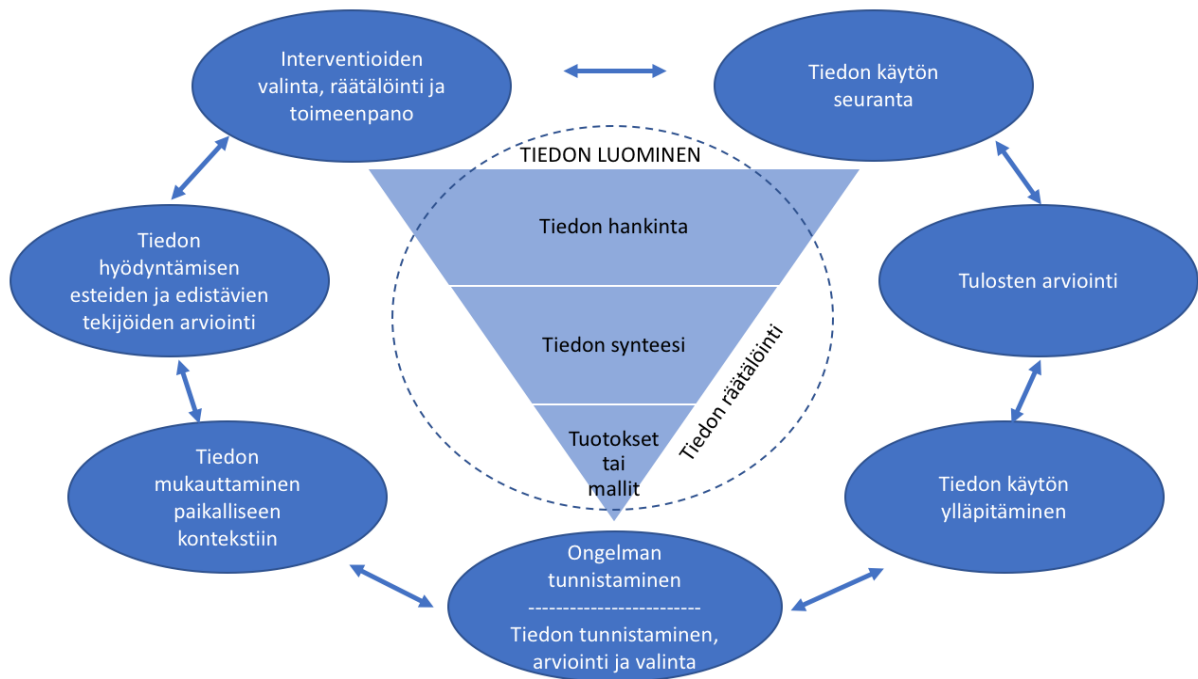 Interventioiden
valinta, räätälöinti ja
toimeenpano
Tiedon käytön
seuranta
TIEDON LUOMINEN
Tiedon hankinta
Tiedon
hyödyntämisen
esteiden ja edistävien
tekijöiden arviointi
Tulosten arviointi
Tiedon synteesi
Tiedon räätälöinti
Tuotokset
tai
mallit
Tiedon
mukauttaminen
paikalliseen
kontekstiin
Tiedon käytön
ylläpitäminen
Ongelman
tunnistaminen
-------------------------
Tiedon tunnistaminen,
arviointi ja valinta